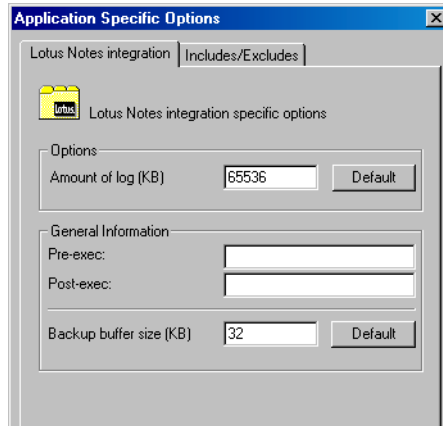 Application Specific Options
Lotus Notes integration Includes/Excludes
Lotus.
Lotus Notes integration specific options
Options
Amount of log (KB) 65536 Default
General Information
Pre-exec:
Post-exec:
Backup buffer size (KB) 32 Default